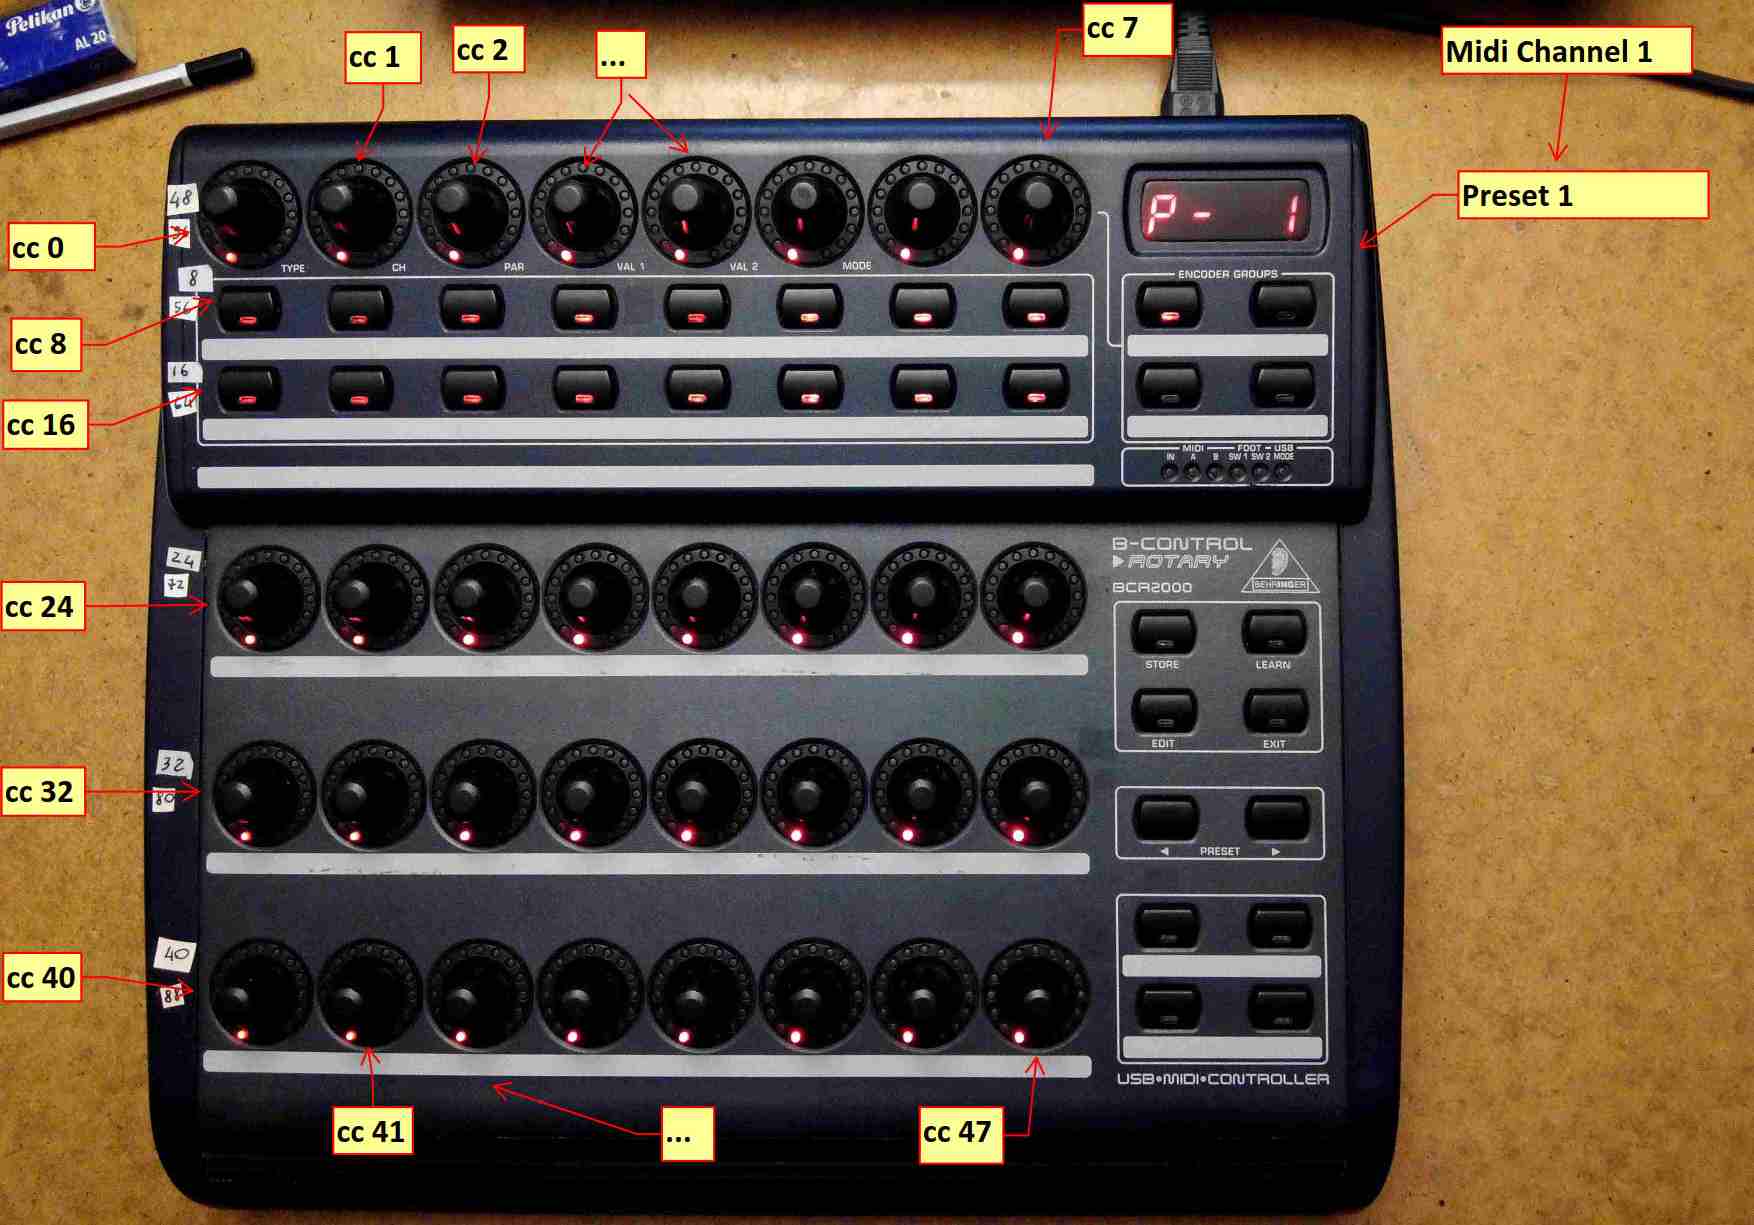 Pelikan
AL 20
cc 1
cc 2
...
cc 7
Midi Channel 1
Preset 1
48
cc 0
P- 1
TYPE
CH
PAR
VAL 1
VAL 2
MODE
ENCODER GROUPS
8
56
cc 8
16
64
cc 16
MIDI
FOOT
USB
IN
A
B
SW 1
SW 2
MODE
24
72
cc 24
B-CONTROL
ROTARY
BCR2000
BEHRINGER
STORE
LEARN
EDIT
EXIT
32
80
cc 32
PRESET
40
88
cc 40
USB•MIDI•CONTROLLER
cc 41
...
cc 47